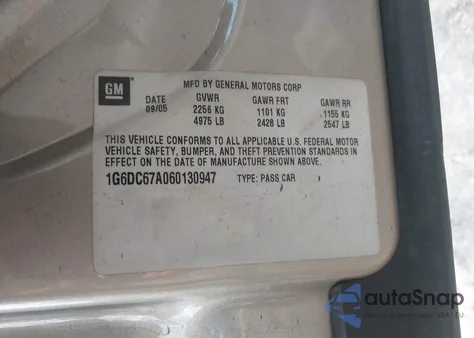 GM
MFD BY GENERAL MOTORS CORP
DATE GVWR GAWR FRT GAWR RR
09/05 2256 KG 1101 KG 1155 KG
4975 LB 2428 LB 2547 LB
THIS VEHICLE CONFORMS TO ALL APPLICABLE U.S. FEDERAL MOTOR
VEHICLE SAFETY, BUMPER, AND THEFT PREVENTION STANDARDS IN
EFFECT ON THE DATE OF MANUFACTURE SHOWN ABOVE.
1G6DC67A060130947 TYPE: PASS CAR
autoSnap